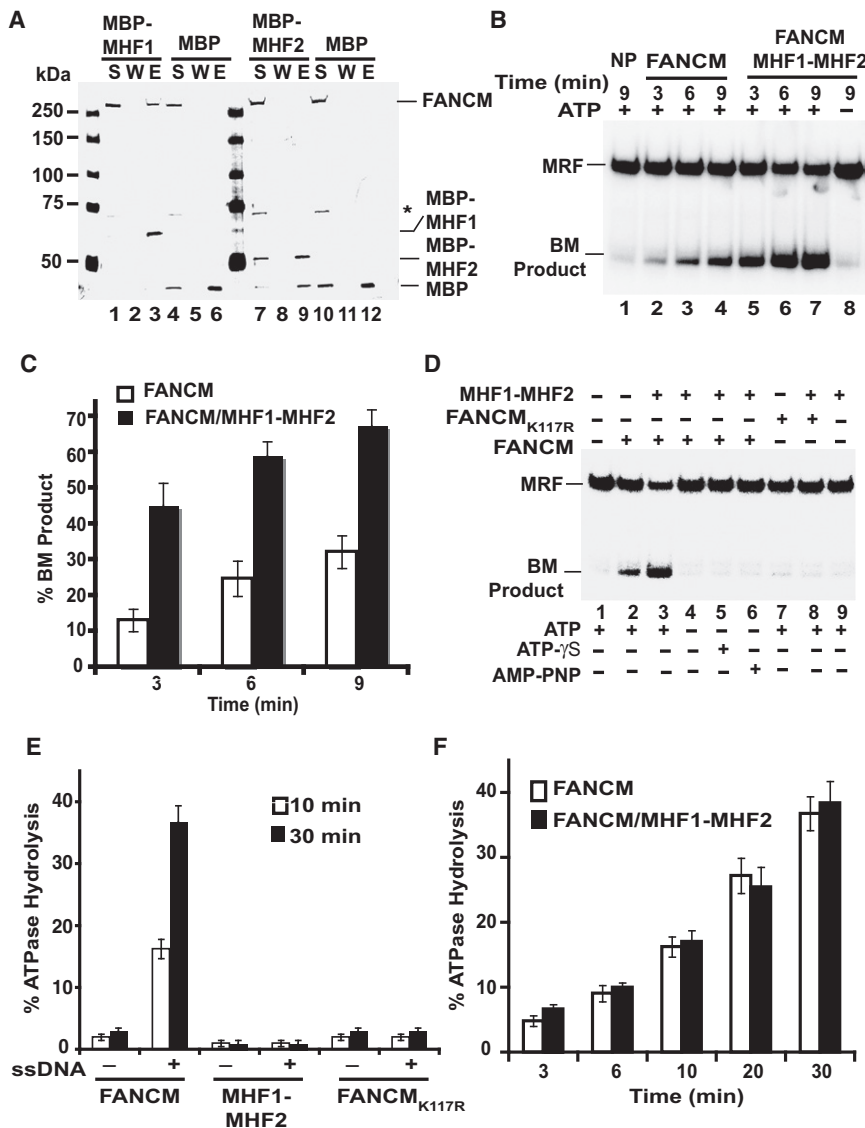 A
MBP-MHF1 MBP MBP-MHF2 MBP
S W E S W E S W E S W E
kDa
250
150
100
75
50
FANCM
*
MBP-MHF1
MBP-MHF2
MBP
1 2 3 4 5 6 7 8 9 10 11 12
B
NP FANCM FANCM MHF1-MHF2
Time (min) 9 3 6 9 3 6 9 9
ATP + + + + + + + –
MRF
BM Product
1 2 3 4 5 6 7 8
C
FANCM
FANCM/MHF1-MHF2
% BM Product
70
60
50
40
30
20
10
0
3 6 9
Time (min)
D
MHF1-MHF2 – – + + + + – + +
FANCM K117R – – – – – – + + –
FANCM – + + + + + – – –
MRF
BM Product
1 2 3 4 5 6 7 8 9
ATP + + + – – – + + +
ATP-γS – – – – + – – – –
AMP-PNP – – – – – + – – –
E
10 min
30 min
% ATPase Hydrolysis
40
30
20
10
0
ssDNA – + – + – +
FANCM MHF1-MHF2 FANCM K117R
F
FANCM
FANCM/MHF1-MHF2
% ATPase Hydrolysis
40
30
20
10
0
3 6 10 20 30
Time (min)